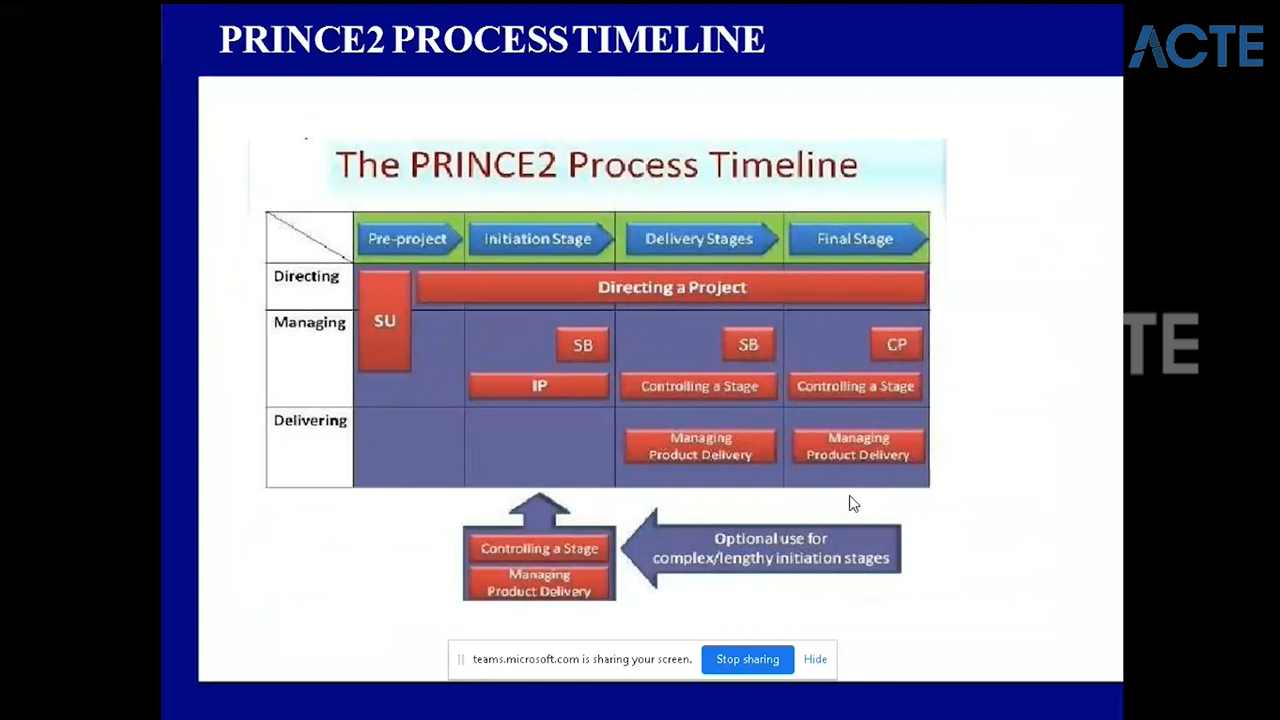 PRINCE2 PROCESS TIMELINE
ACTE
The PRINCE2 Process Timeline
Pre-project
Initiation Stage
Delivery Stages
Final Stage
Directing
Directing a Project
SU
Managing
SB
SB
CP
IP
Controlling a Stage
Controlling a Stage
TE
Delivering
Managing
Product Delivery
Managing
Product Delivery
Controlling a Stage
Managing
Product Delivery
Optional use for
complex/lengthy initiation stages
teams.microsoft.com is sharing your screen.
Stop sharing
Hide